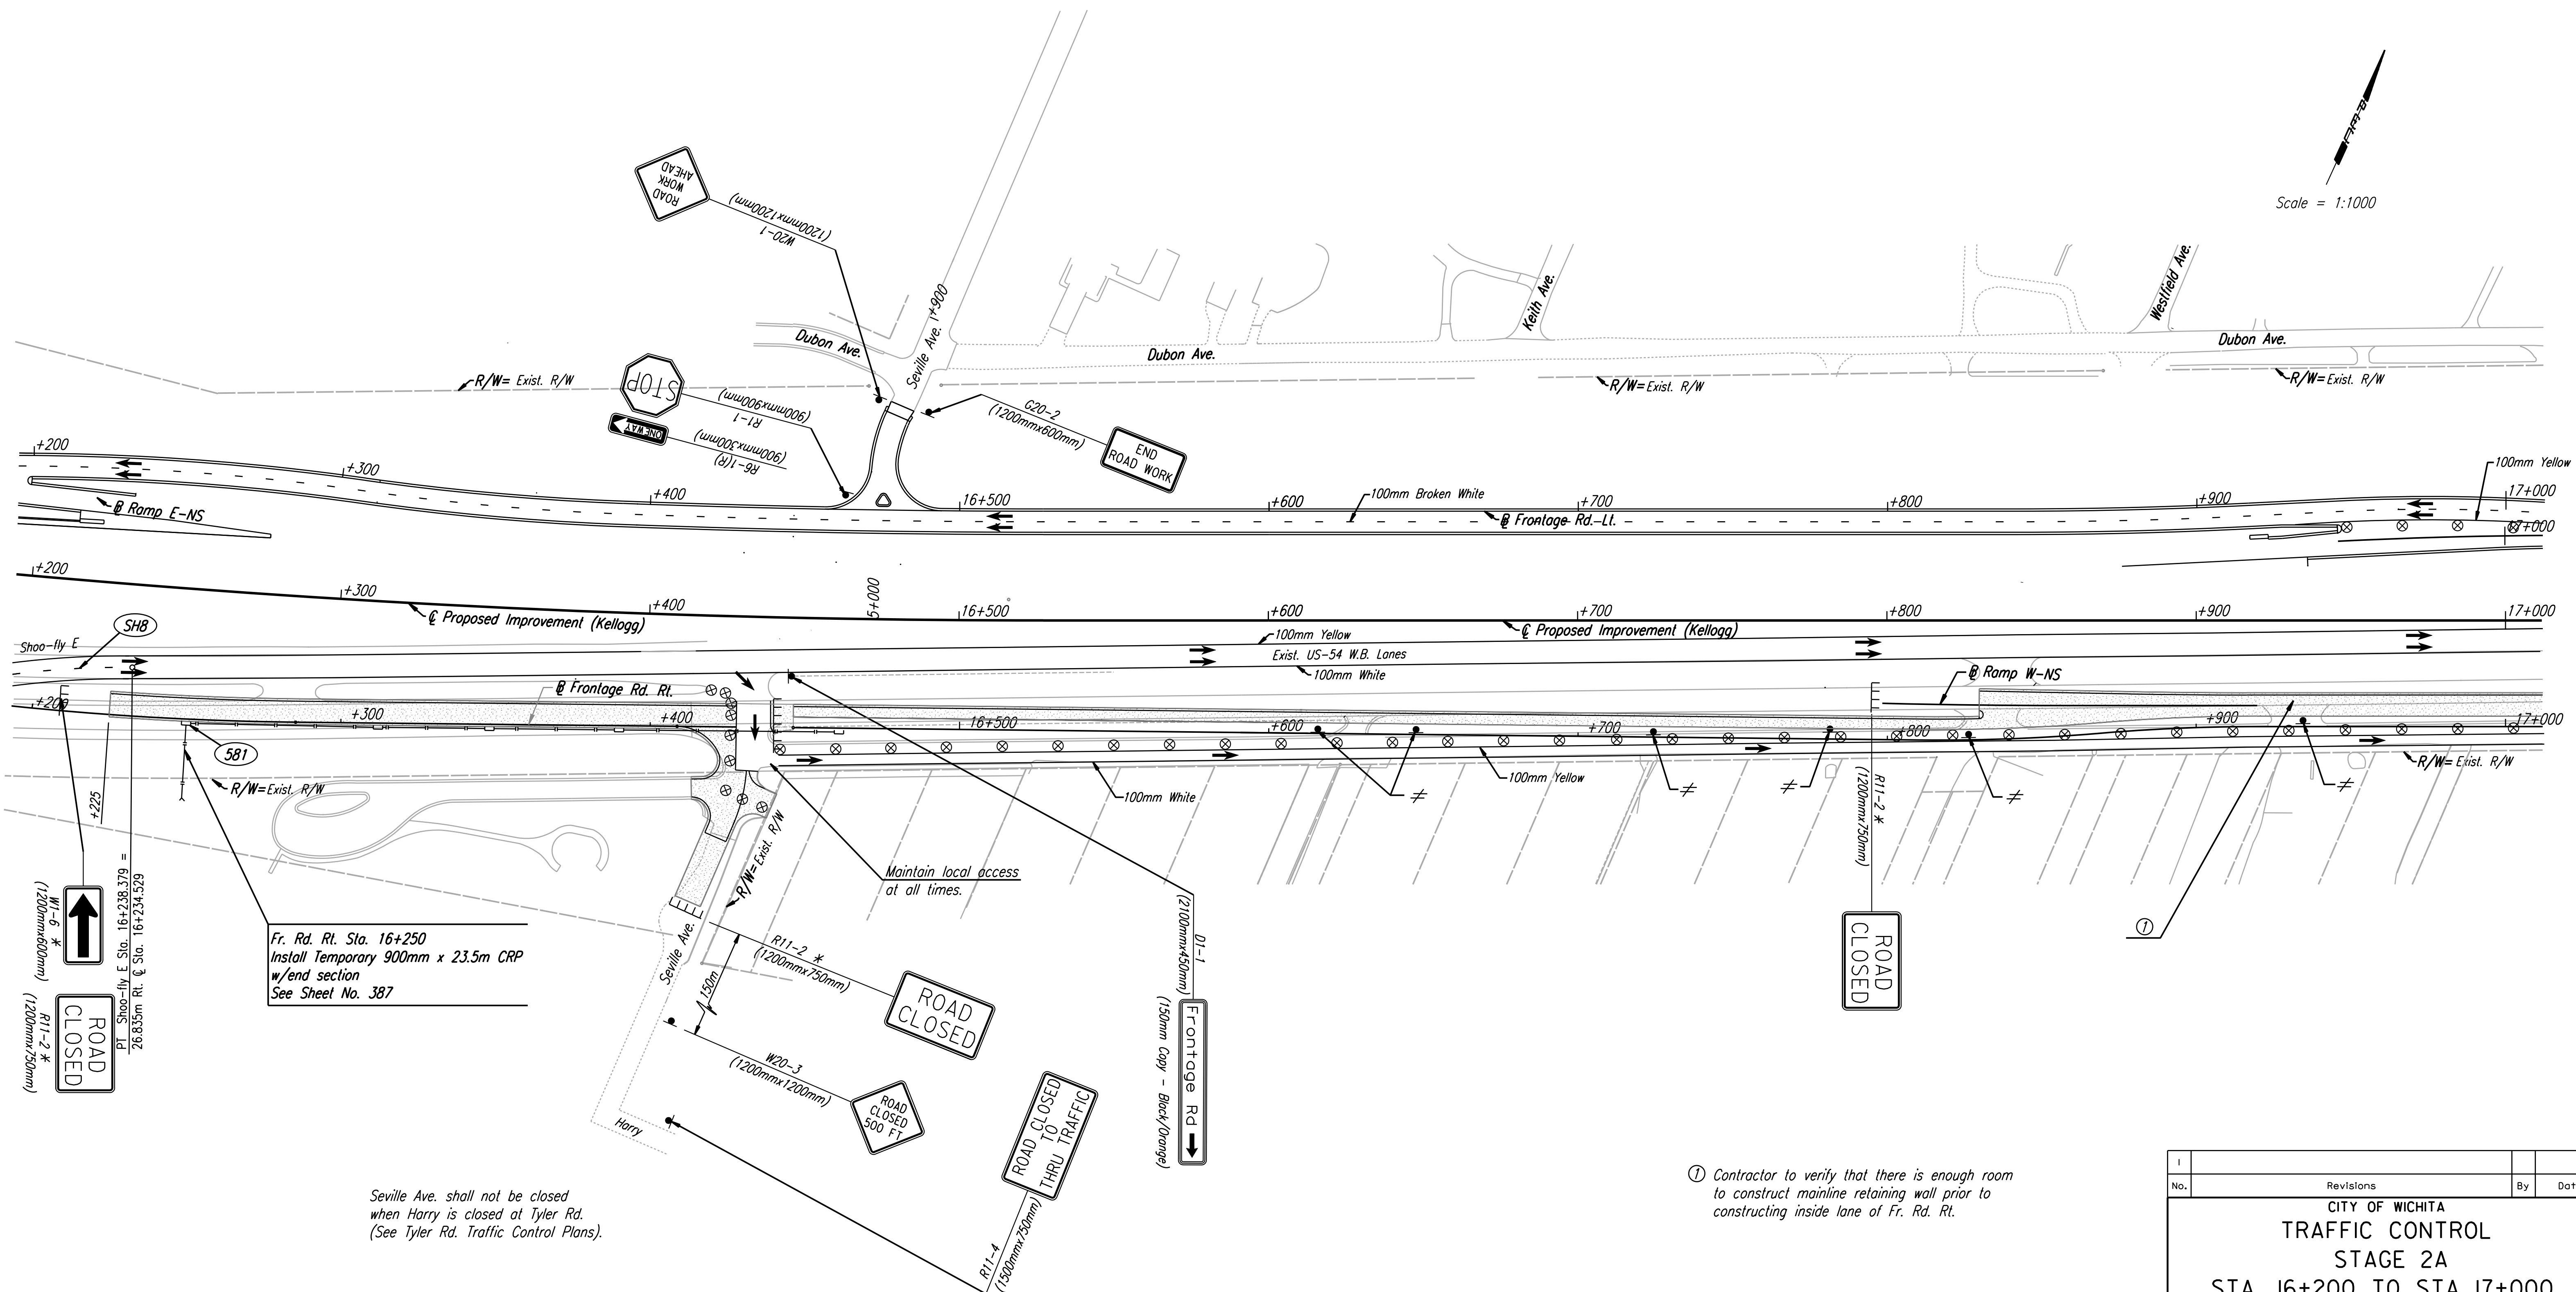 Scale = 1:1000
ROAD
WORK
AHEAD
W20-1
(1200mmx1200mm)
Seville Ave. 1+900
Dubon Ave.
Dubon Ave.
Keith Ave.
Westfield Ave.
Dubon Ave.
R/W= Exist. R/W
R/W=Exist. R/W
R/W=Exist. R/W
STOP
R1-1
(900mmx900mm)
ONEWAY
R6-1(R)
(900mmx300mm)
G20-2
(1200mmx600mm)
END
ROAD WORK
+200
+300
+400
16+500
+600
+700
+800
+900
17+000
17+000
100mm Broken White
100mm Yellow
℄ Frontage Rd. Lt.
℄ Ramp E-NS
+200
+300
+400
5+000
16+500
+600
+700
+800
+900
17+000
℄ Proposed Improvement (Kellogg)
℄ Proposed Improvement (Kellogg)
SH8
Shoo-fly E
100mm Yellow
Exist. US-54 W.B. Lanes
100mm White
℄ Frontage Rd. Rt.
℄ Ramp W-NS
+200
+300
+400
16+500
+600
+700
+800
+900
17+000
581
R/W=Exist. R/W
+225
100mm White
100mm Yellow
≠
≠
≠
≠
≠
R/W= Exist. R/W
R/W=Exist. R/W
Maintain local access
at all times.
W1-6 *
(1200mmx600mm)
PT Shoo-fly E Sta. 16+238.379 =
26.835m Rt. ℄ Sta. 16+234.529
ROAD
CLOSED
R11-2 *
(1200mmx750mm)
Fr. Rd. Rt. Sta. 16+250
Install Temporary 900mm x 23.5m CRP
w/end section
See Sheet No. 387
Seville Ave.
150m
R11-2 *
(1200mmx750mm)
ROAD
CLOSED
W20-3
(1200mmx1200mm)
ROAD
CLOSED
500 FT
Harry
ROAD CLOSED
TO
THRU TRAFFIC
R11-4
(1500mmx750mm)
D1-1
(2100mmx450mm)
Frontage Rd
(150mm Copy - Black/Orange)
R11-2 *
(1200mmx750mm)
ROAD
CLOSED
①
Seville Ave. shall not be closed
when Harry is closed at Tyler Rd.
(See Tyler Rd. Traffic Control Plans).
① Contractor to verify that there is enough room
to construct mainline retaining wall prior to
constructing inside lane of Fr. Rd. Rt.
1
No. Revisions By Dat
CITY OF WICHITA
TRAFFIC CONTROL
STAGE 2A
STA. 16+200 TO STA. 17+000